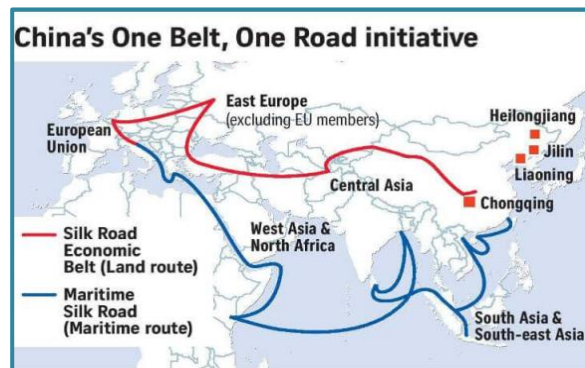 China's One Belt, One Road initiative
East Europe
(excluding EU members)
European
Union
Heilongjiang
Jilin
Liaoning
Central Asia
Chongqing
West Asia &
North Africa
Silk Road
Economic
Belt (Land route)
Maritime
Silk Road
(Maritime route)
South Asia &
South-east Asia